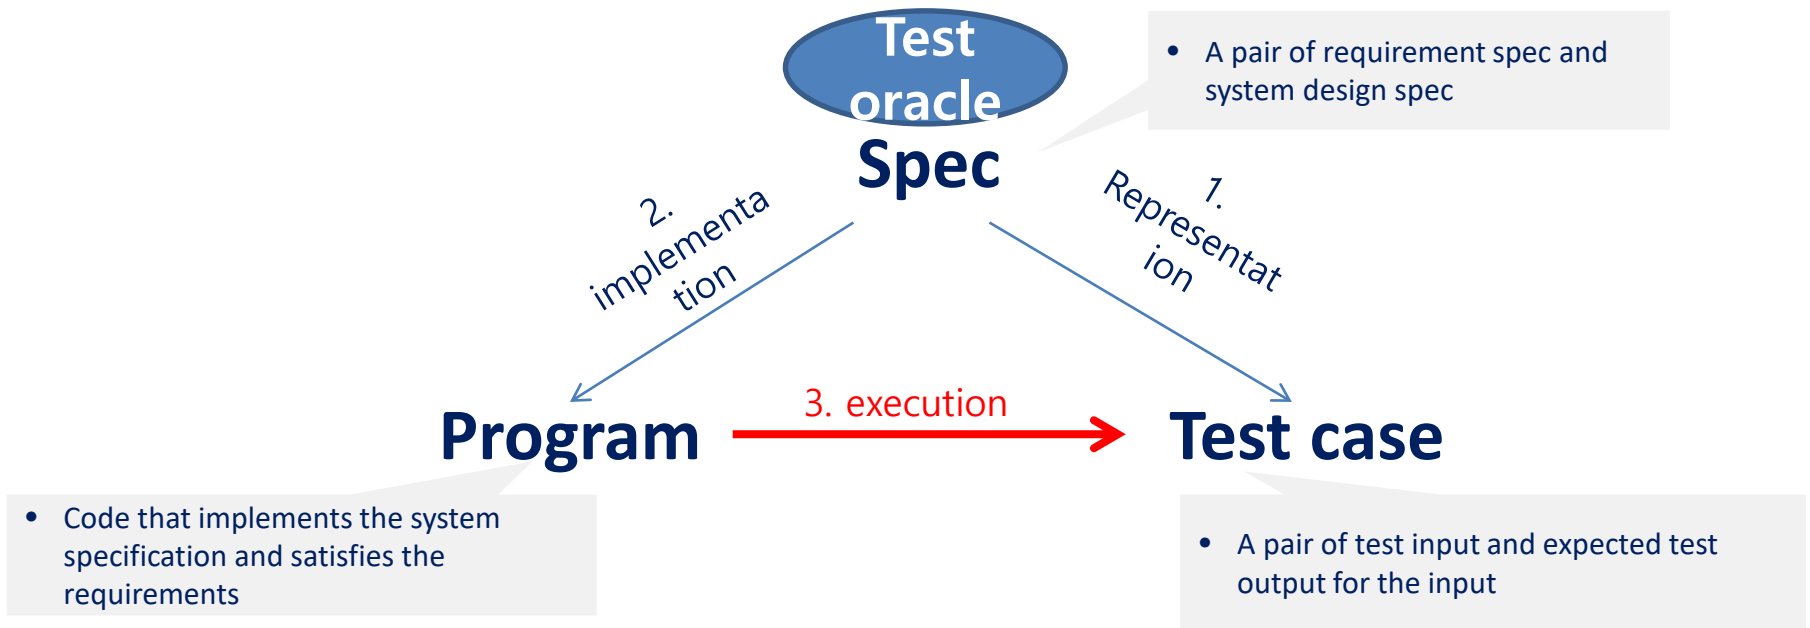 Test
oracle
Spec
• A pair of requirement spec and
system design spec
2.
implementa
tion
1.
Representat
ion
3. execution
Program
Test case
• Code that implements the system
specification and satisfies the
requirements
• A pair of test input and expected test
output for the input